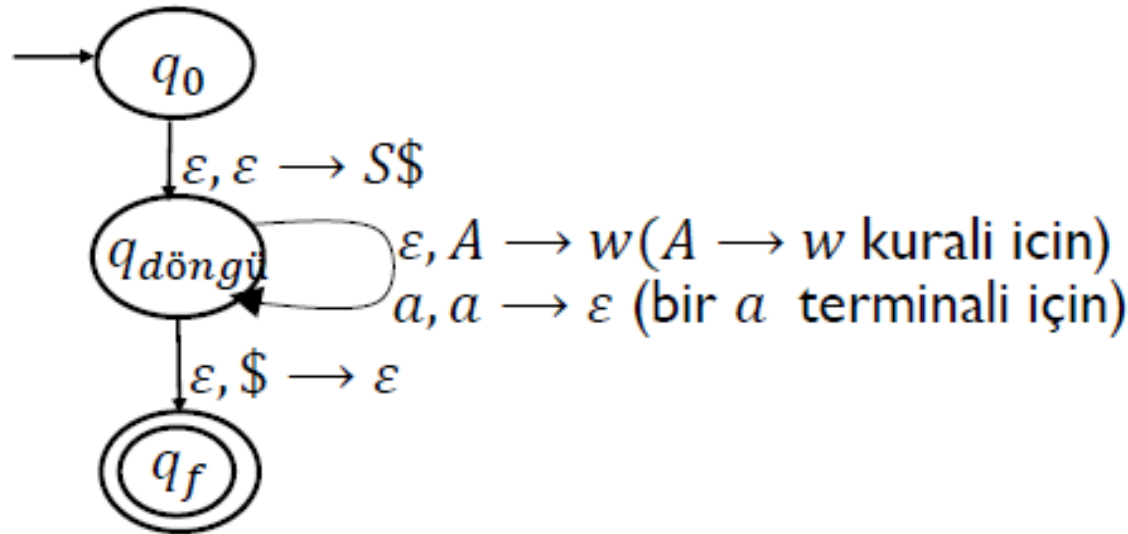 q₀
ε, ε → S$
q_döngü
ε, A → w(A → w kurali icin)
a, a → ε (bir a terminali için)
ε, $ → ε
q_f